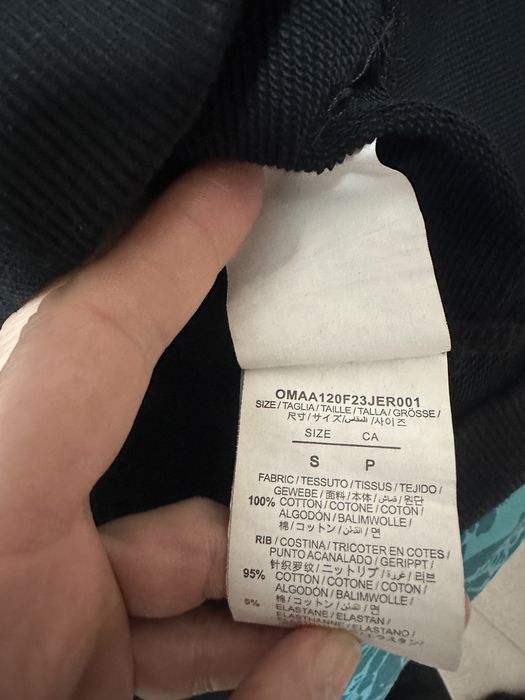 OMAA120F23JER001
SIZE/TAGLIA/TAILLE/TALLA/GRÖSSE/
尺寸/サイズ/المقاس/사이즈
SIZE CA
S P
FABRIC/TESSUTO/TISSUS/TEJIDO/
GEWEBE/面料/本体/قماش/원단
100% COTTON/COTONE/COTON/
ALGODÓN/BALIMWOLLE/
棉/コットン/القطن/면
RIB/COSTINA/TRICOTER EN COTES/
PUNTO ACANALADO/GERIPPT/
针织罗纹/ニットリブ/غرزة/리브
95% COTTON/COTONE/COTON/
ALGODÓN/BALIMWOLLE/
棉/コットン/القطن/면
5% ELASTANE/ELASTAN/
ELASTHANNE/ELASTANO/